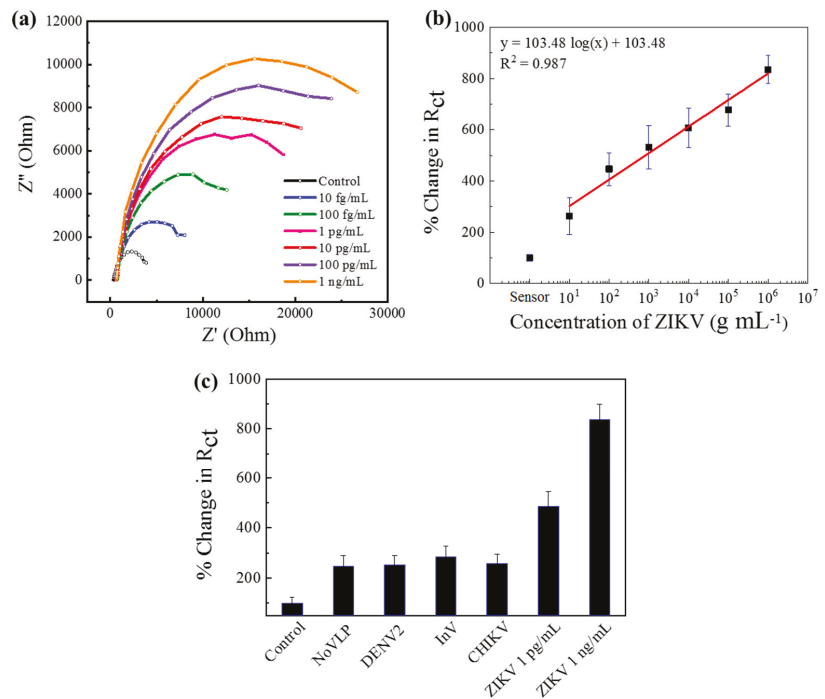 (a)
12000
10000
8000
6000
4000
2000
0
Z" (Ohm)
Control
10 fg/mL
100 fg/mL
1 pg/mL
10 pg/mL
100 pg/mL
1 ng/mL
0 10000 20000 30000
Z' (Ohm)
(b)
1000
800
600
400
200
0
% Change in Rct
y = 103.48 log(x) + 103.48
R² = 0.987
Sensor 10¹ 10² 10³ 10⁴ 10⁵ 10⁶ 10⁷
Concentration of ZIKV (g mL⁻¹)
(c)
1000
800
600
400
200
% Change in Rct
Control
NoVLP
DENV2
InV
CHIKV
ZIKV 1 pg/mL
ZIKV 1 ng/mL